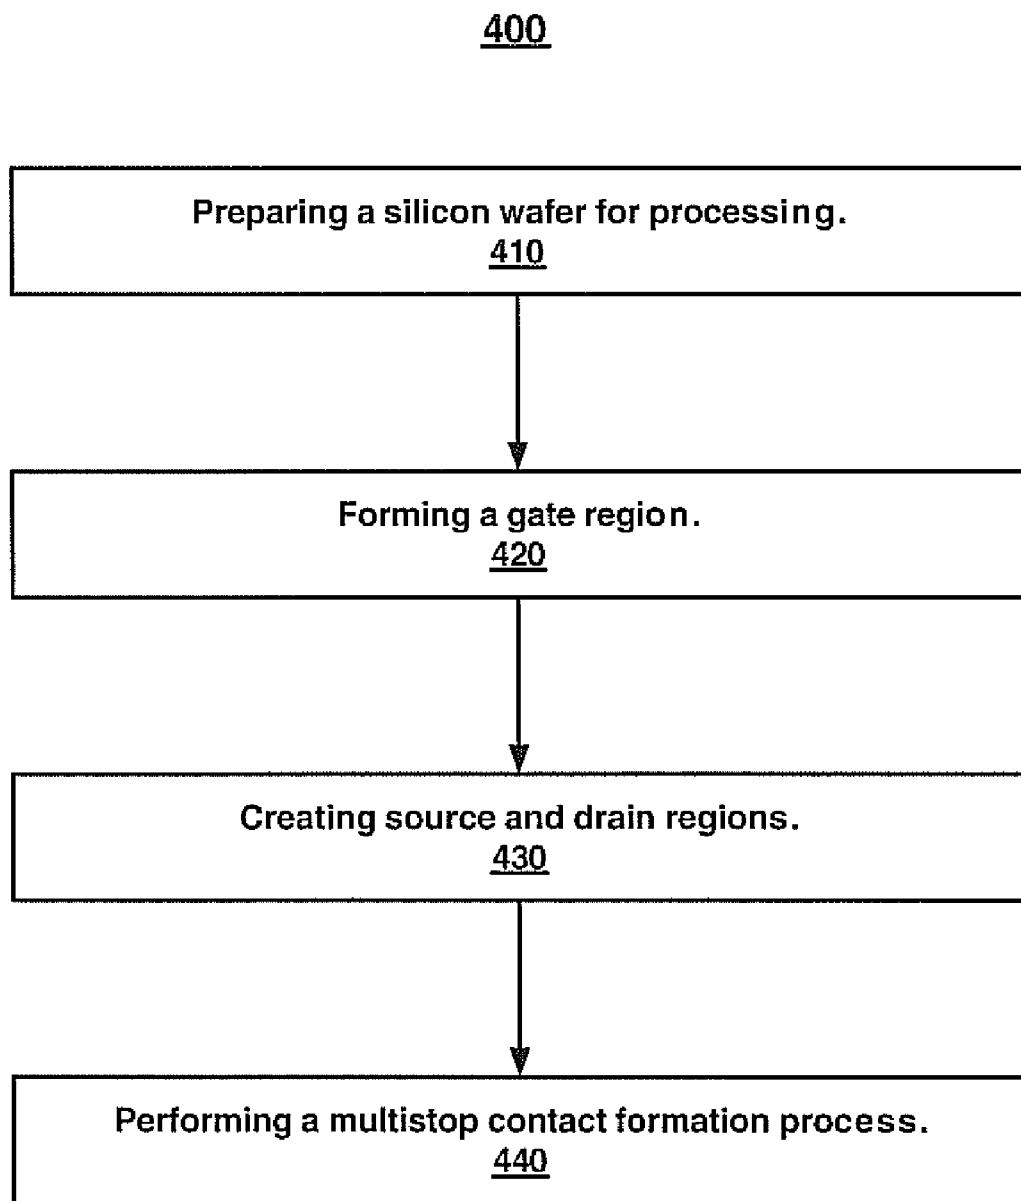 400
Preparing a silicon wafer for processing.
410
Forming a gate region.
420
Creating source and drain regions.
430
Performing a multistop contact formation process.
440